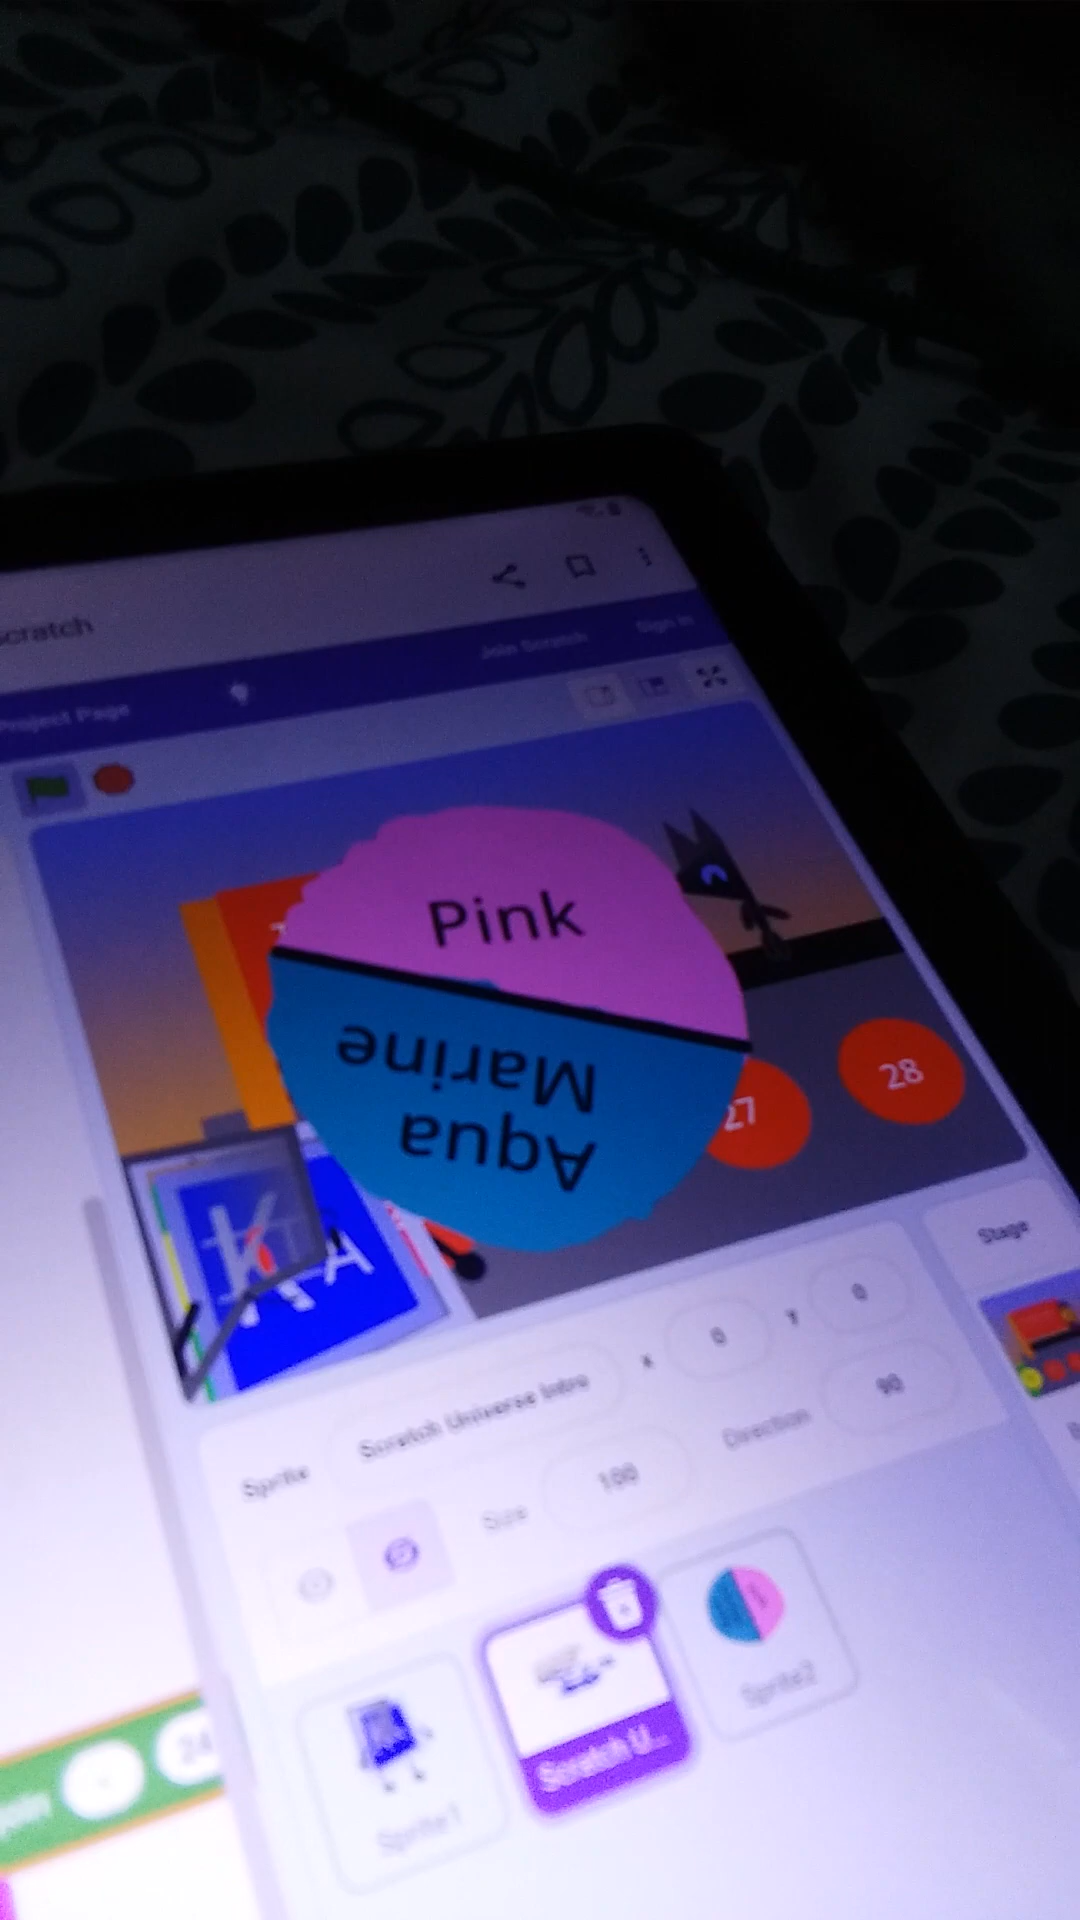 Scratch
Project Page
Join Scratch
Sign in
Pink
Aqua
Marine
27
28
Stage
Sprite
Scratch Universe Intro
x
0
y
0
Size
100
Direction
90
Sprite1
Scratch U...
Sprite2
join